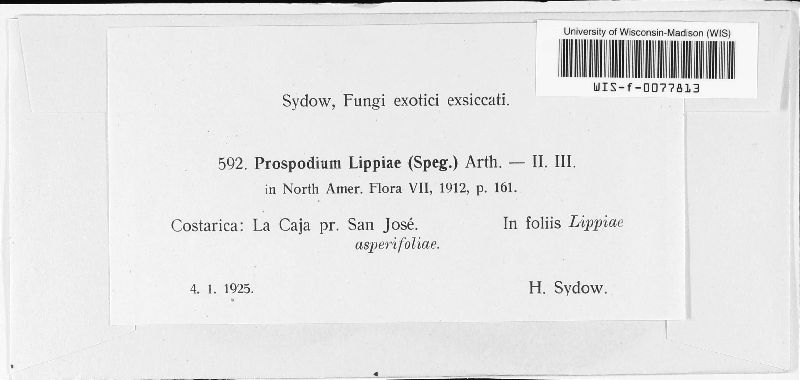 University of Wisconsin-Madison (WIS)
WIS-f-0077813
Sydow, Fungi exotici exsiccati.
592. Prospodium Lippiae (Speg.) Arth. — II. III.
in North Amer. Flora VII, 1912, p. 161.
Costarica: La Caja pr. San José. In foliis Lippiae
asperifoliae.
4. 1. 1925. H. Sydow.